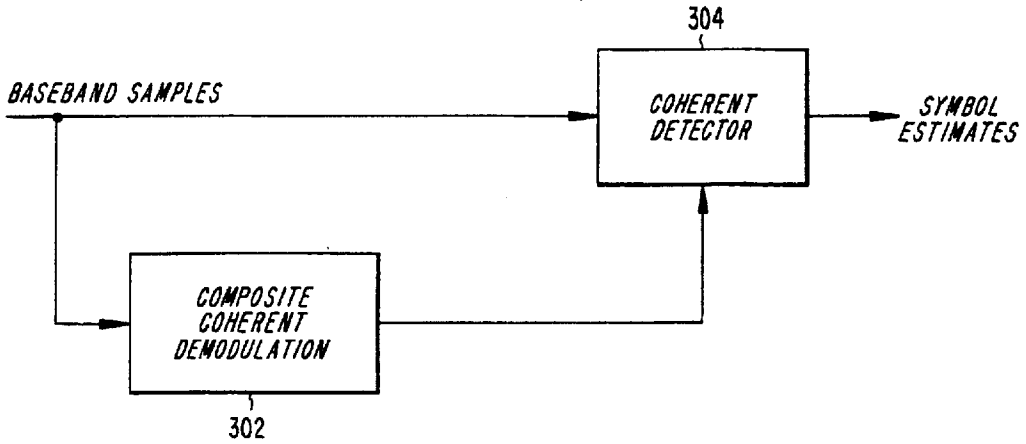 304
BASEBAND SAMPLES
COHERENT
DETECTOR
SYMBOL
ESTIMATES
COMPOSITE
COHERENT
DEMODULATION
302